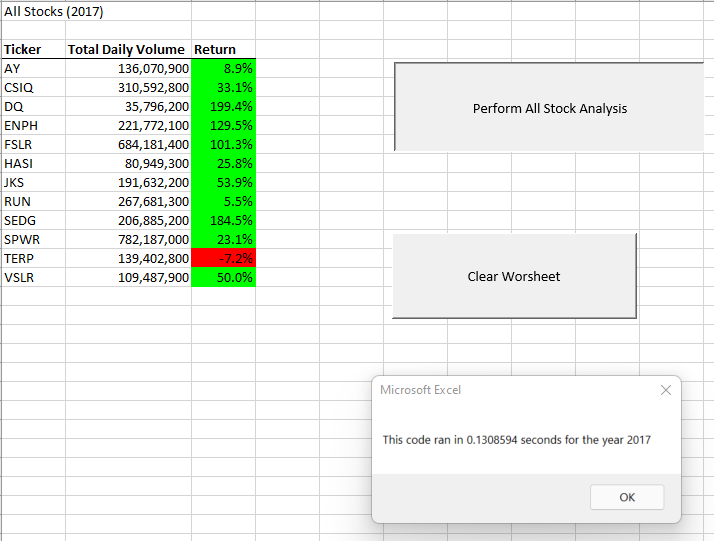 All Stocks (2017)
Ticker Total Daily Volume Return
AY 136,070,900 8.9%
CSIQ 310,592,800 33.1%
DQ 35,796,200 199.4%
ENPH 221,772,100 129.5%
FSLR 684,181,400 101.3%
HASI 80,949,300 25.8%
JKS 191,632,200 53.9%
RUN 267,681,300 5.5%
SEDG 206,885,200 184.5%
SPWR 782,187,000 23.1%
TERP 139,402,800 -7.2%
VSLR 109,487,900 50.0%
Perform All Stock Analysis
Clear Worsheet
Microsoft Excel
This code ran in 0.1308594 seconds for the year 2017
OK